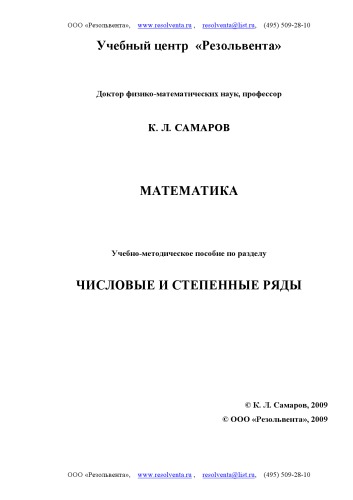 ООО «Резольвента», www.resolventa.ru , resolventa@list.ru, (495) 509-28-10
Учебный центр «Резольвента»
Доктор физико-математических наук, профессор
К. Л. САМАРОВ
МАТЕМАТИКА
Учебно-методическое пособие по разделу
ЧИСЛОВЫЕ И СТЕПЕННЫЕ РЯДЫ
© К. Л. Самаров, 2009
© ООО «Резольвента», 2009
ООО «Резольвента», www.resolventa.ru , resolventa@list.ru, (495) 509-28-10